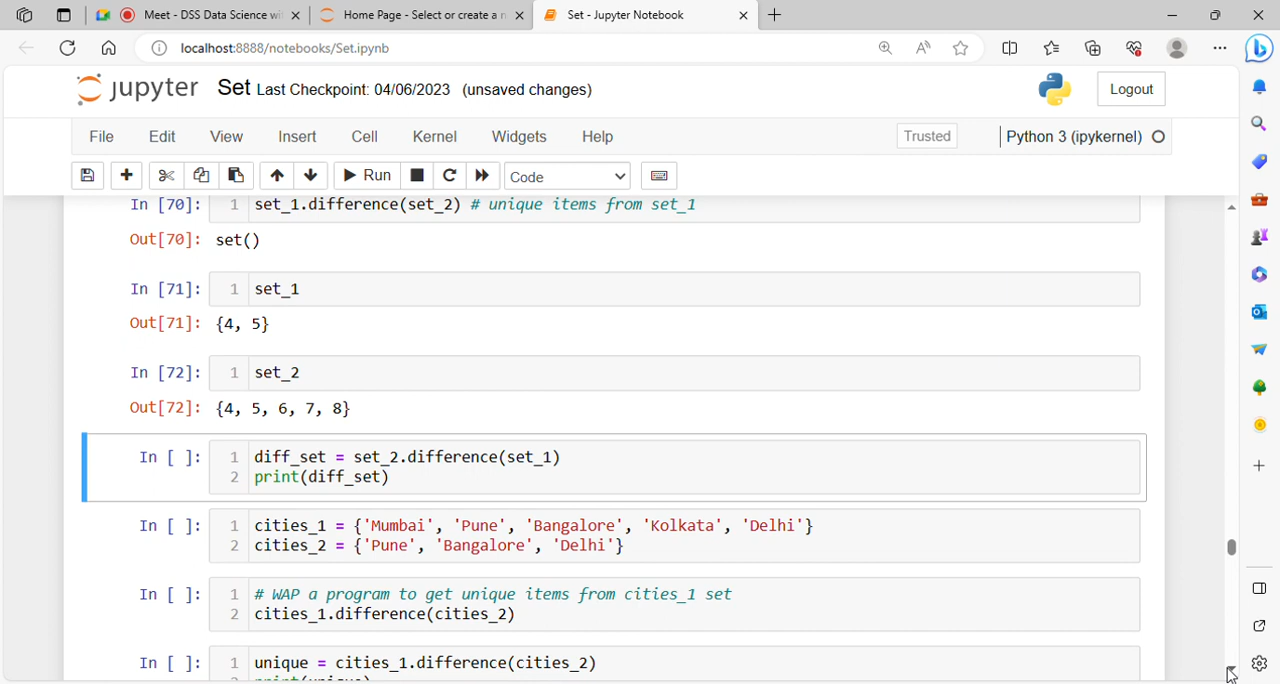 Meet - DSS Data Science wi
Home Page - Select or create a n
Set - Jupyter Notebook
localhost:8888/notebooks/Set.ipynb
jupyter Set Last Checkpoint: 04/06/2023 (unsaved changes)
Logout
File Edit View Insert Cell Kernel Widgets Help
Trusted
Python 3 (ipykernel)
Run
Code
In [70]: 1 set_1.difference(set_2) # unique items from set_1
Out[70]: set()
In [71]: 1 set_1
Out[71]: {4, 5}
In [72]: 1 set_2
Out[72]: {4, 5, 6, 7, 8}
In [ ]: 1 diff_set = set_2.difference(set_1)
2 print(diff_set)
In [ ]: 1 cities_1 = {'Mumbai', 'Pune', 'Bangalore', 'Kolkata', 'Delhi'}
2 cities_2 = {'Pune', 'Bangalore', 'Delhi'}
In [ ]: 1 # WAP a program to get unique items from cities_1 set
2 cities_1.difference(cities_2)
In [ ]: 1 unique = cities_1.difference(cities_2)